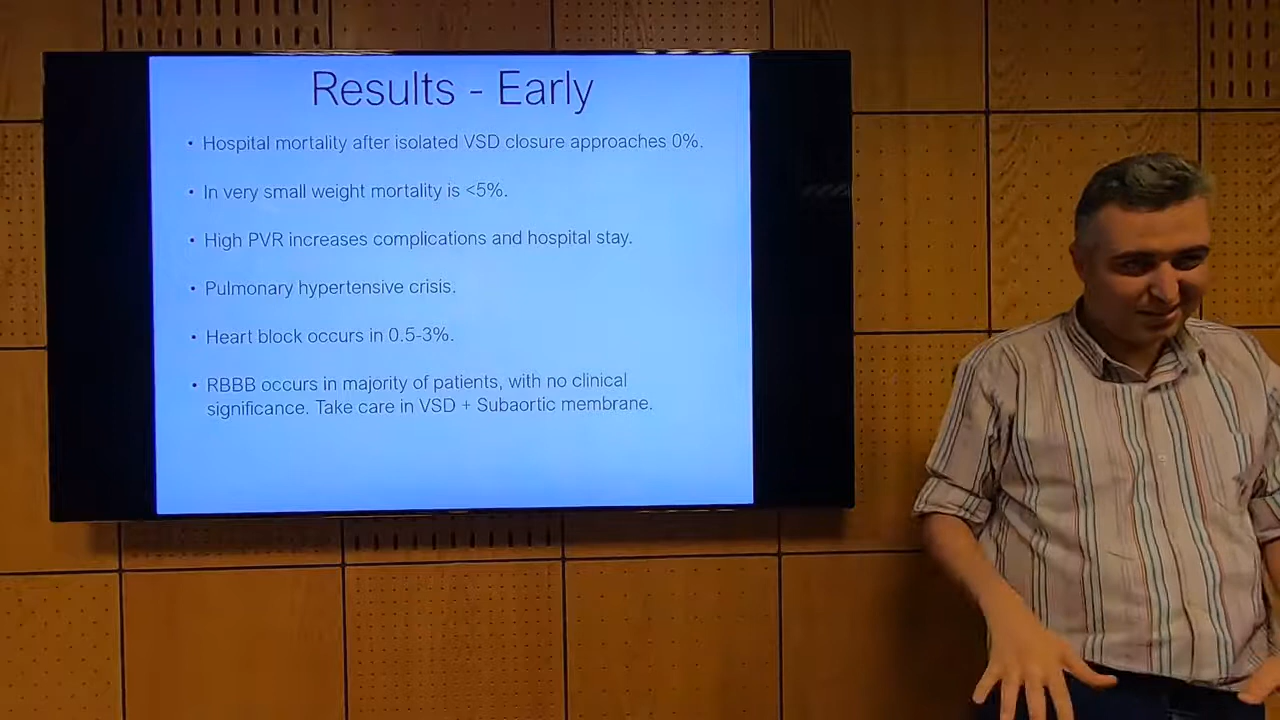 Results - Early
• Hospital mortality after isolated VSD closure approaches 0%.
• In very small weight mortality is <5%.
• High PVR increases complications and hospital stay.
• Pulmonary hypertensive crisis.
• Heart block occurs in 0.5-3%.
• RBBB occurs in majority of patients, with no clinical
significance. Take care in VSD + Subaortic membrane.